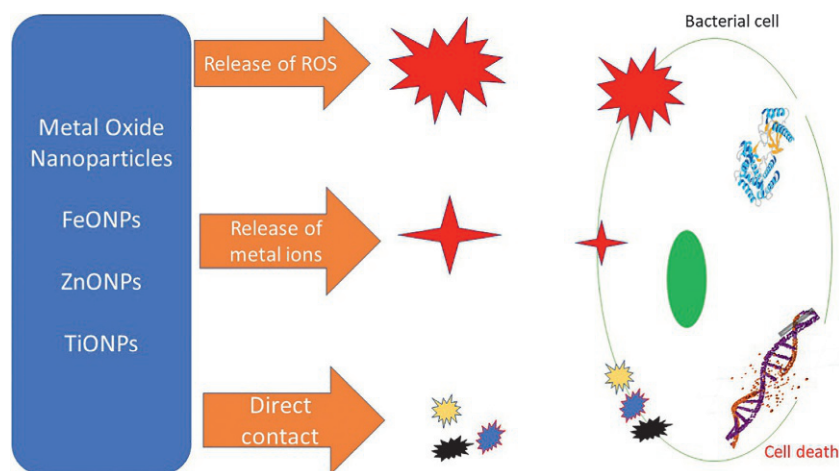 Metal Oxide
Nanoparticles
FeONPs
ZnONPs
TiONPs
Release of ROS
Release of
metal ions
Direct
contact
Bacterial cell
Cell death